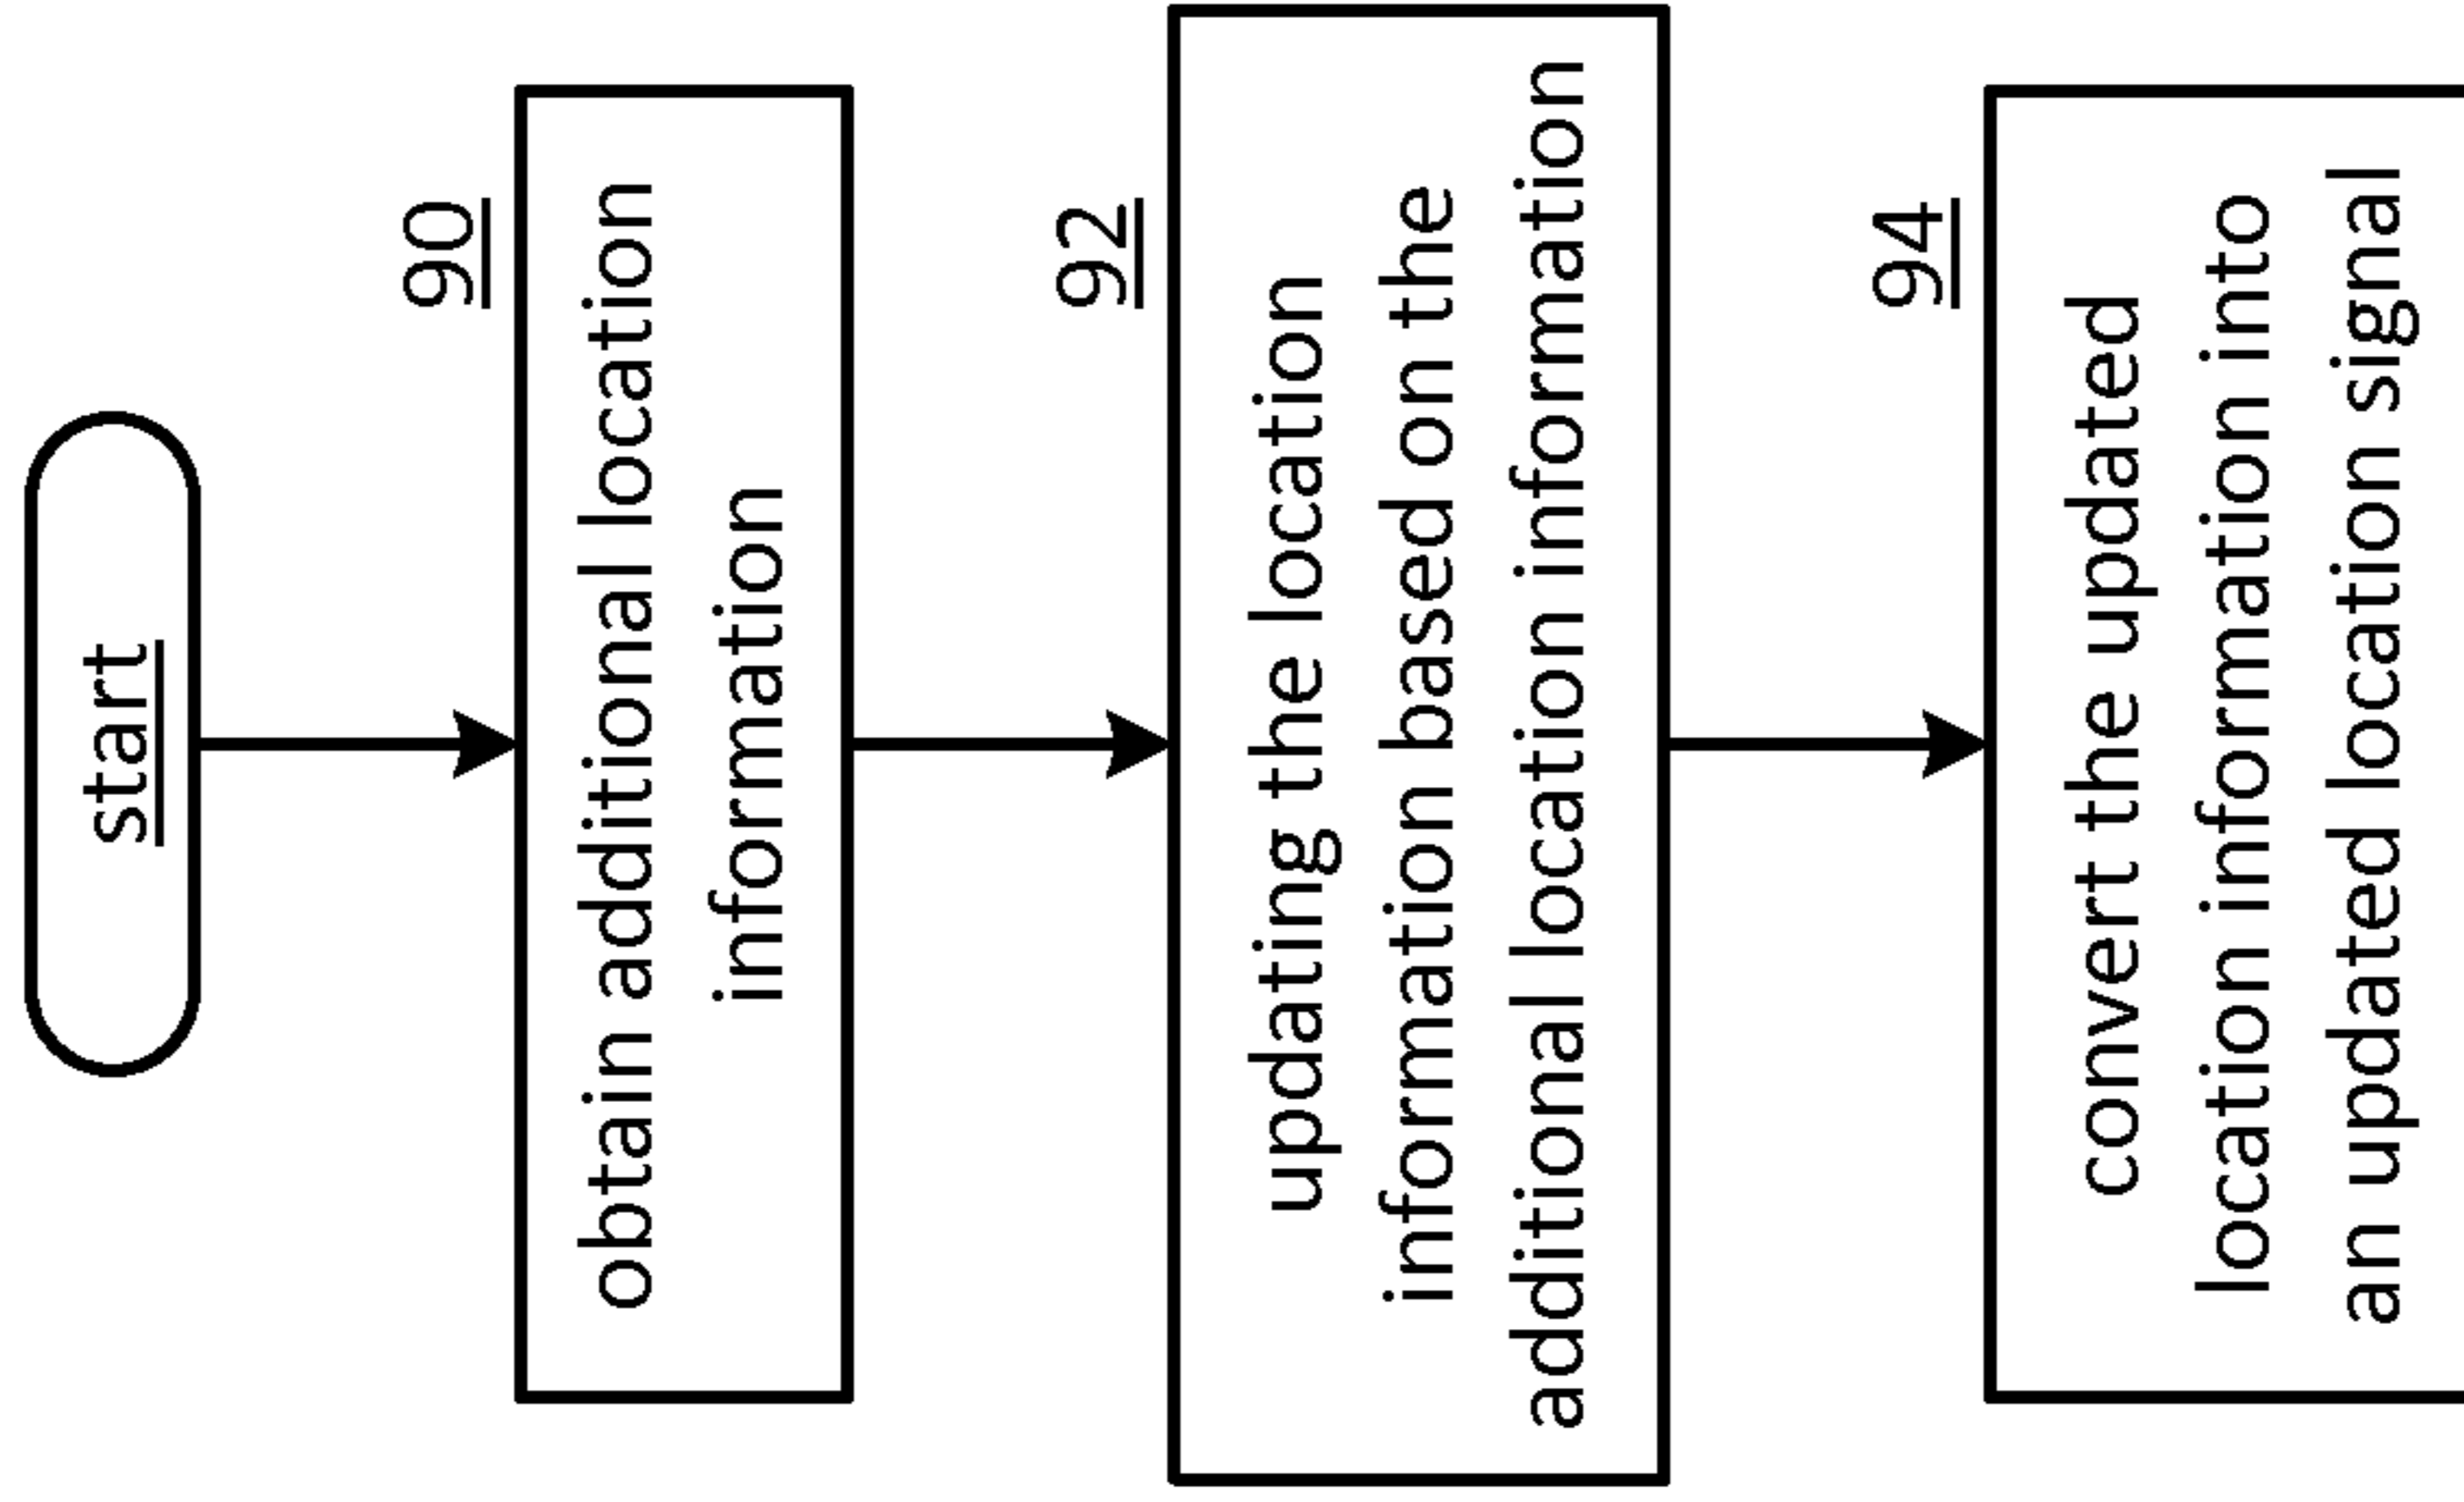 start
90
obtain additional location
information
92
updating the location
information based on the
additional location information
94
convert the updated
location information into
an updated location signal